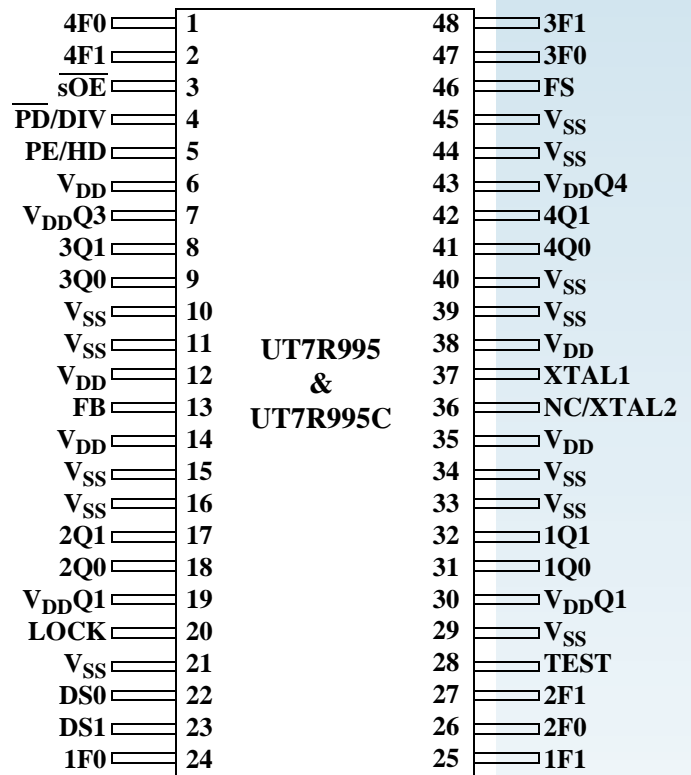 4F0 1 48 3F1
4F1 2 47 3F0
sOE 3 46 FS
PD/DIV 4 45 VSS
PE/HD 5 44 VSS
VDD 6 43 VDDQ4
VDDQ3 7 42 4Q1
3Q1 8 41 4Q0
3Q0 9 40 VSS
VSS 10 39 VSS
VSS 11 38 VDD
UT7R995
VDD 12 37 XTAL1
&
FB 13 36 NC/XTAL2
UT7R995C
VDD 14 35 VDD
VSS 15 34 VSS
VSS 16 33 VSS
2Q1 17 32 1Q1
2Q0 18 31 1Q0
VDDQ1 19 30 VDDQ1
LOCK 20 29 VSS
VSS 21 28 TEST
DS0 22 27 2F1
DS1 23 26 2F0
1F0 24 25 1F1